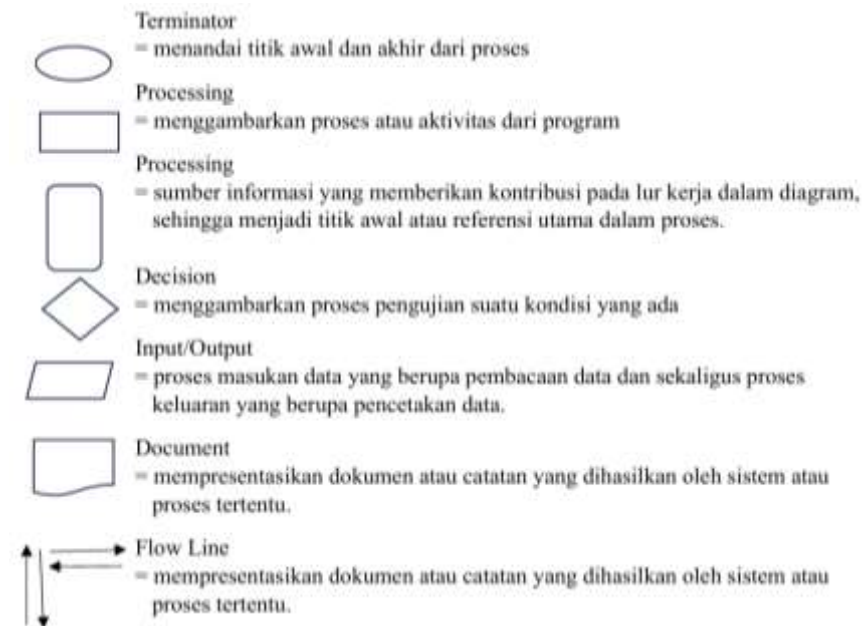 Terminator
= menandai titik awal dan akhir dari proses
Processing
= menggambarkan proses atau aktivitas dari program
Processing
= sumber informasi yang memberikan kontribusi pada lur kerja dalam diagram,
sehingga menjadi titik awal atau referensi utama dalam proses.
Decision
= menggambarkan proses pengujian suatu kondisi yang ada
Input/Output
= proses masukan data yang berupa pembacaan data dan sekaligus proses
keluaran yang berupa pencetakan data.
Document
= mempresentasikan dokumen atau catatan yang dihasilkan oleh sistem atau
proses tertentu.
Flow Line
= mempresentasikan dokumen atau catatan yang dihasilkan oleh sistem atau
proses tertentu.